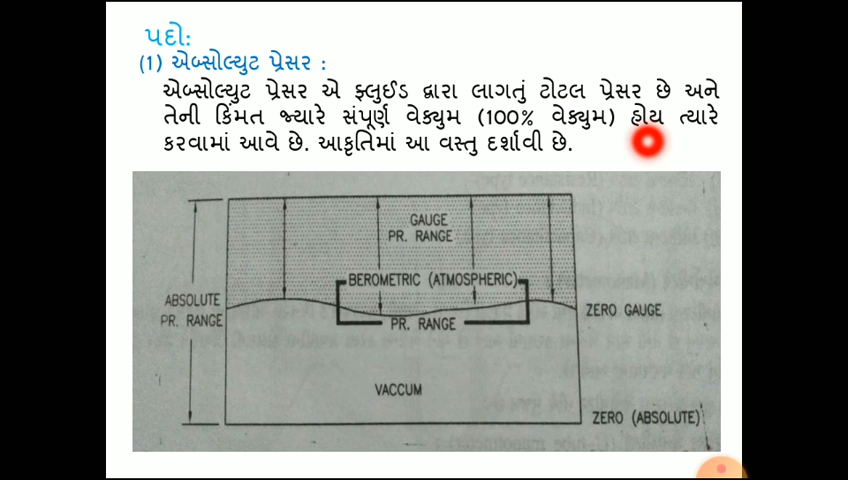 પદો:
(1) એબ્સોલ્યુટ પ્રેસર :
એબ્સોલ્યુટ પ્રેસર એ ફ્લુઈડ દ્વારા લાગતું ટોટલ પ્રેસર છે અને
તેની કિંમત જ્યારે સંપૂર્ણ વેક્યુમ (100% વેક્યુમ) હોય ત્યારે
કરવામાં આવે છે. આકૃતિમાં આ વસ્તુ દર્શાવી છે.
GAUGE
PR. RANGE
BEROMETRIC (ATMOSPHERIC)
ABSOLUTE
PR. RANGE
ZERO GAUGE
PR. RANGE
VACCUM
ZERO (ABSOLUTE)